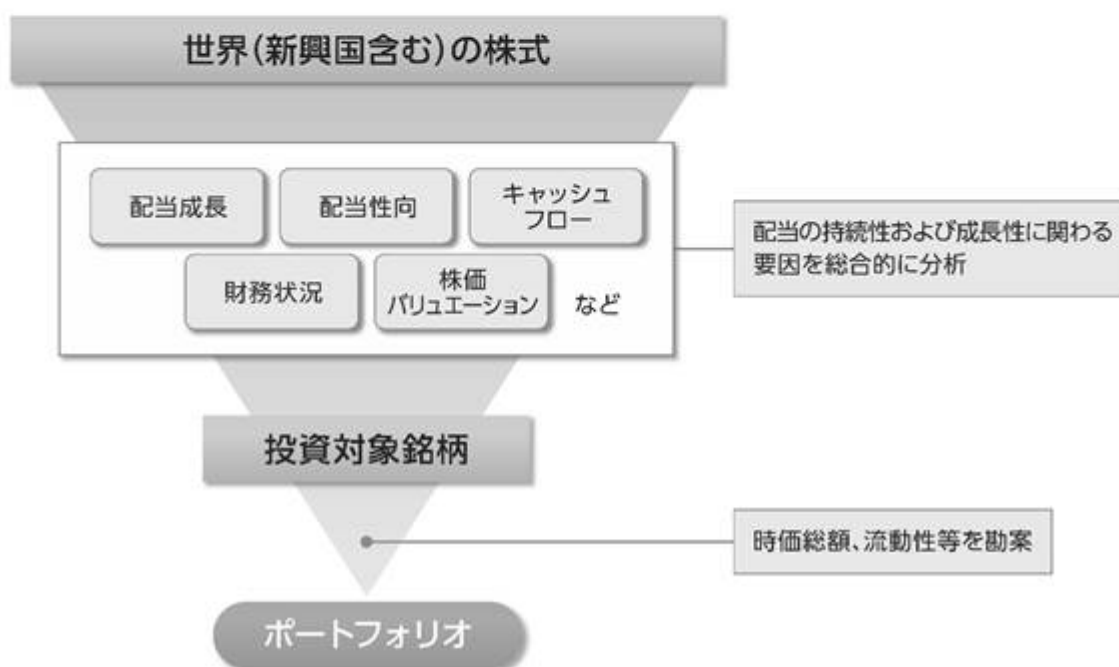 世界(新興国含む)の株式
配当成長
配当性向
キャッシュ
フロー
財務状況
株価
バリュエーション
など
配当の持続性および成長性に関わる
要因を総合的に分析
投資対象銘柄
時価総額、流動性等を勘案
ポートフォリオ